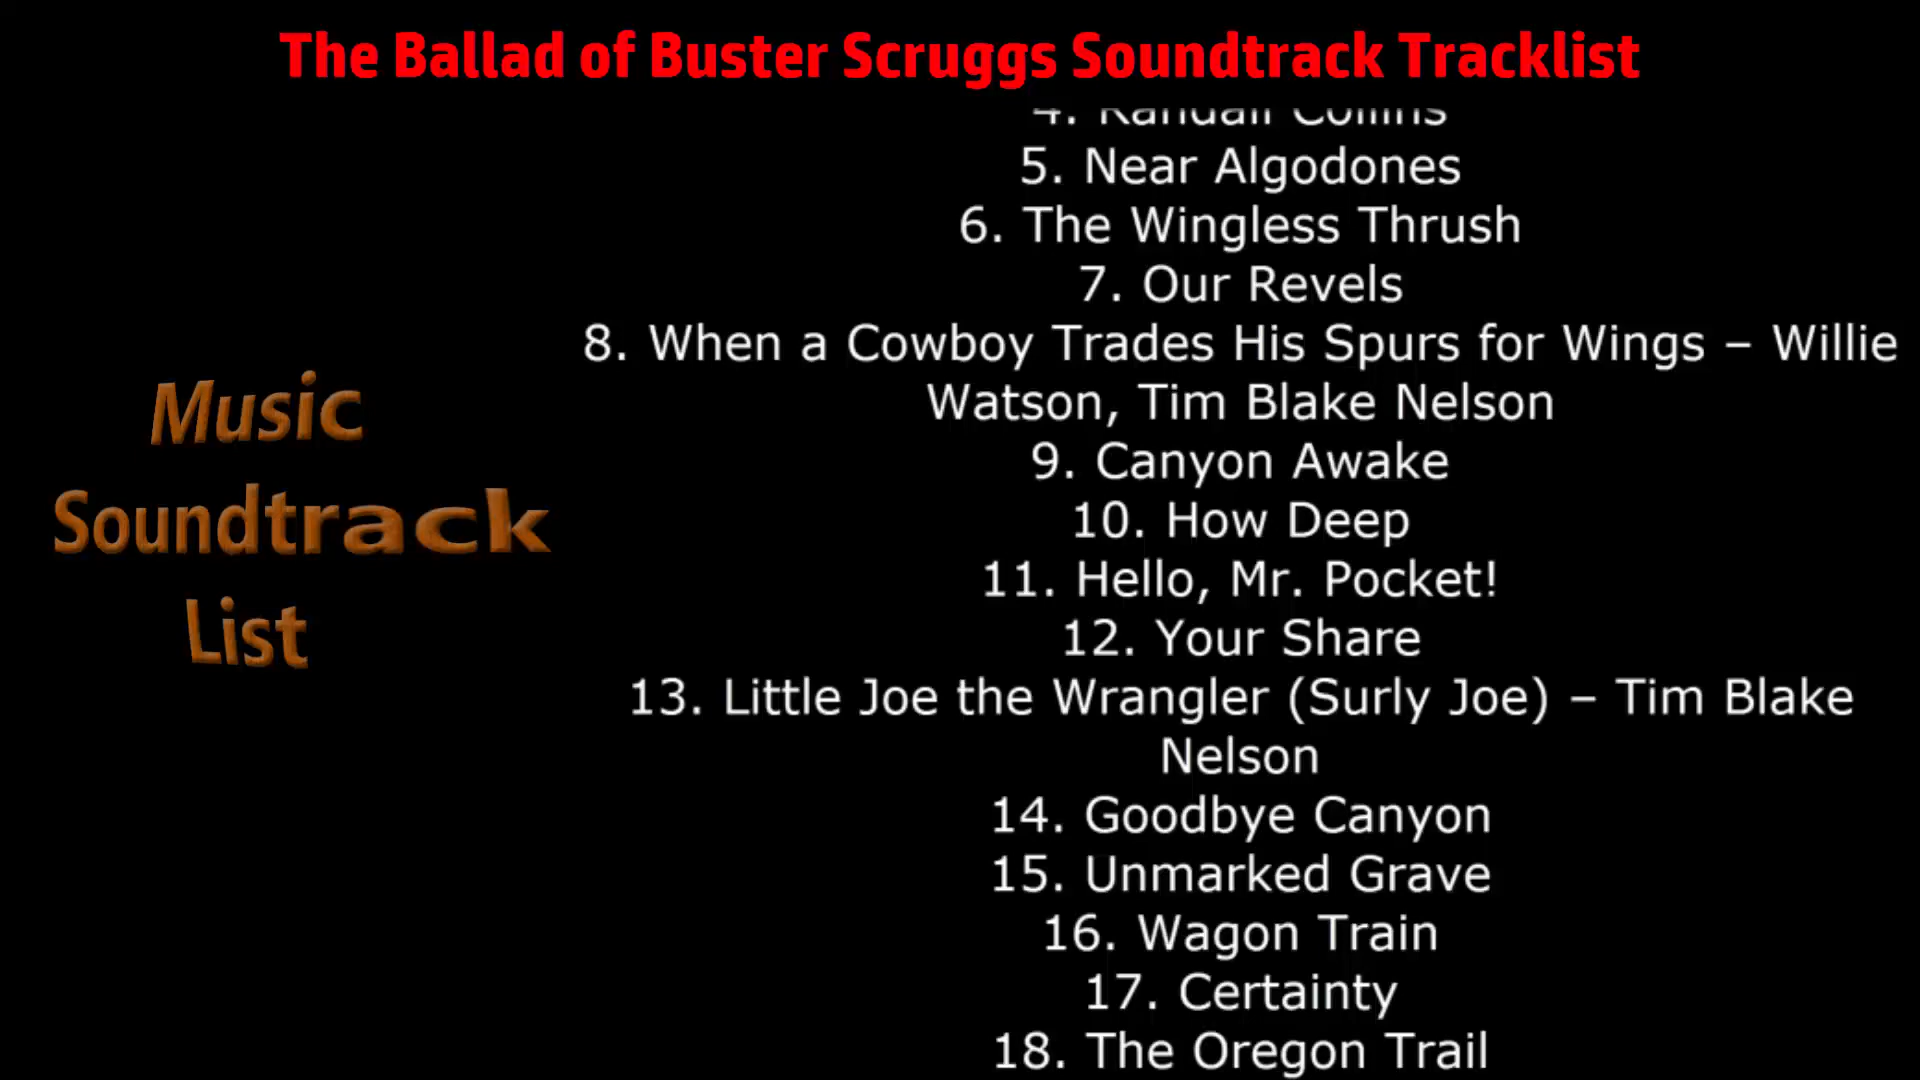 The Ballad of Buster Scruggs Soundtrack Tracklist
4. Randall Collins
5. Near Algodones
6. The Wingless Thrush
7. Our Revels
8. When a Cowboy Trades His Spurs for Wings – Willie
Watson, Tim Blake Nelson
9. Canyon Awake
10. How Deep
11. Hello, Mr. Pocket!
12. Your Share
13. Little Joe the Wrangler (Surly Joe) – Tim Blake
Nelson
14. Goodbye Canyon
15. Unmarked Grave
16. Wagon Train
17. Certainty
18. The Oregon Trail
Music
Soundtrack
List